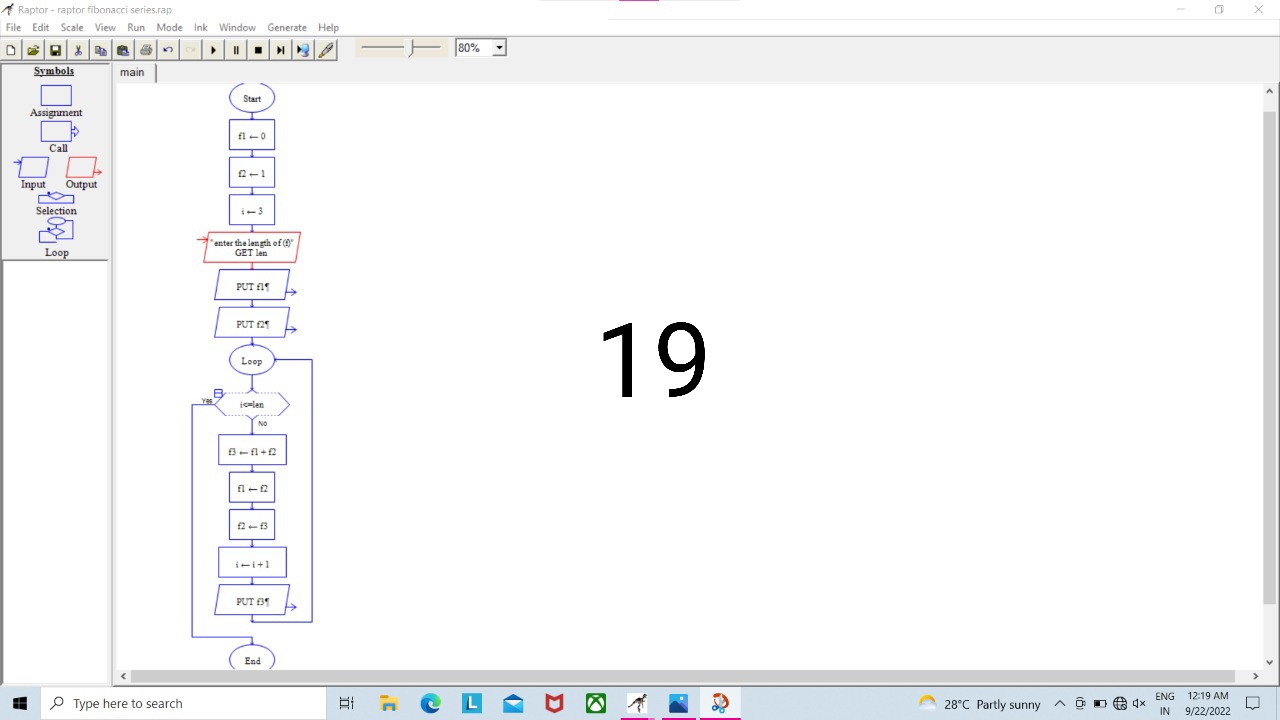 Raptor - raptor fibonacci series.rap
File Edit Scale View Run Mode Ink Window Generate Help
80%
Symbols
main
Assignment
Call
Input Output
Selection
Loop
Start
f1 ← 0
f2 ← 1
i ← 3
"enter the length of (f)"
GET len
PUT f1¶
PUT f2¶
Loop
Yes
i<=len
No
f3 ← f1 + f2
f1 ← f2
f2 ← f3
i ← i + 1
PUT f3¶
End
19
Type here to search
L
28°C Partly sunny
ENG
IN
12:19 AM
9/22/2022